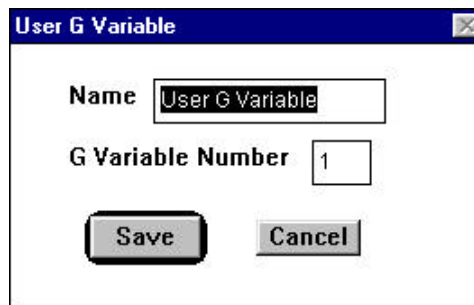 User G Variable
Name User G Variable
G Variable Number 1
Save Cancel